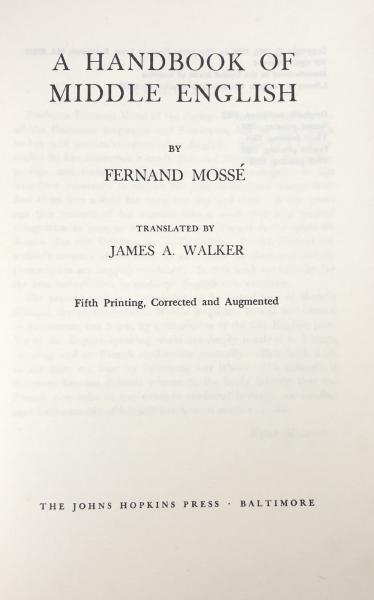 A HANDBOOK OF
MIDDLE ENGLISH
BY
FERNAND MOSSÉ
TRANSLATED BY
JAMES A. WALKER
Fifth Printing, Corrected and Augmented
THE JOHNS HOPKINS PRESS · BALTIMORE